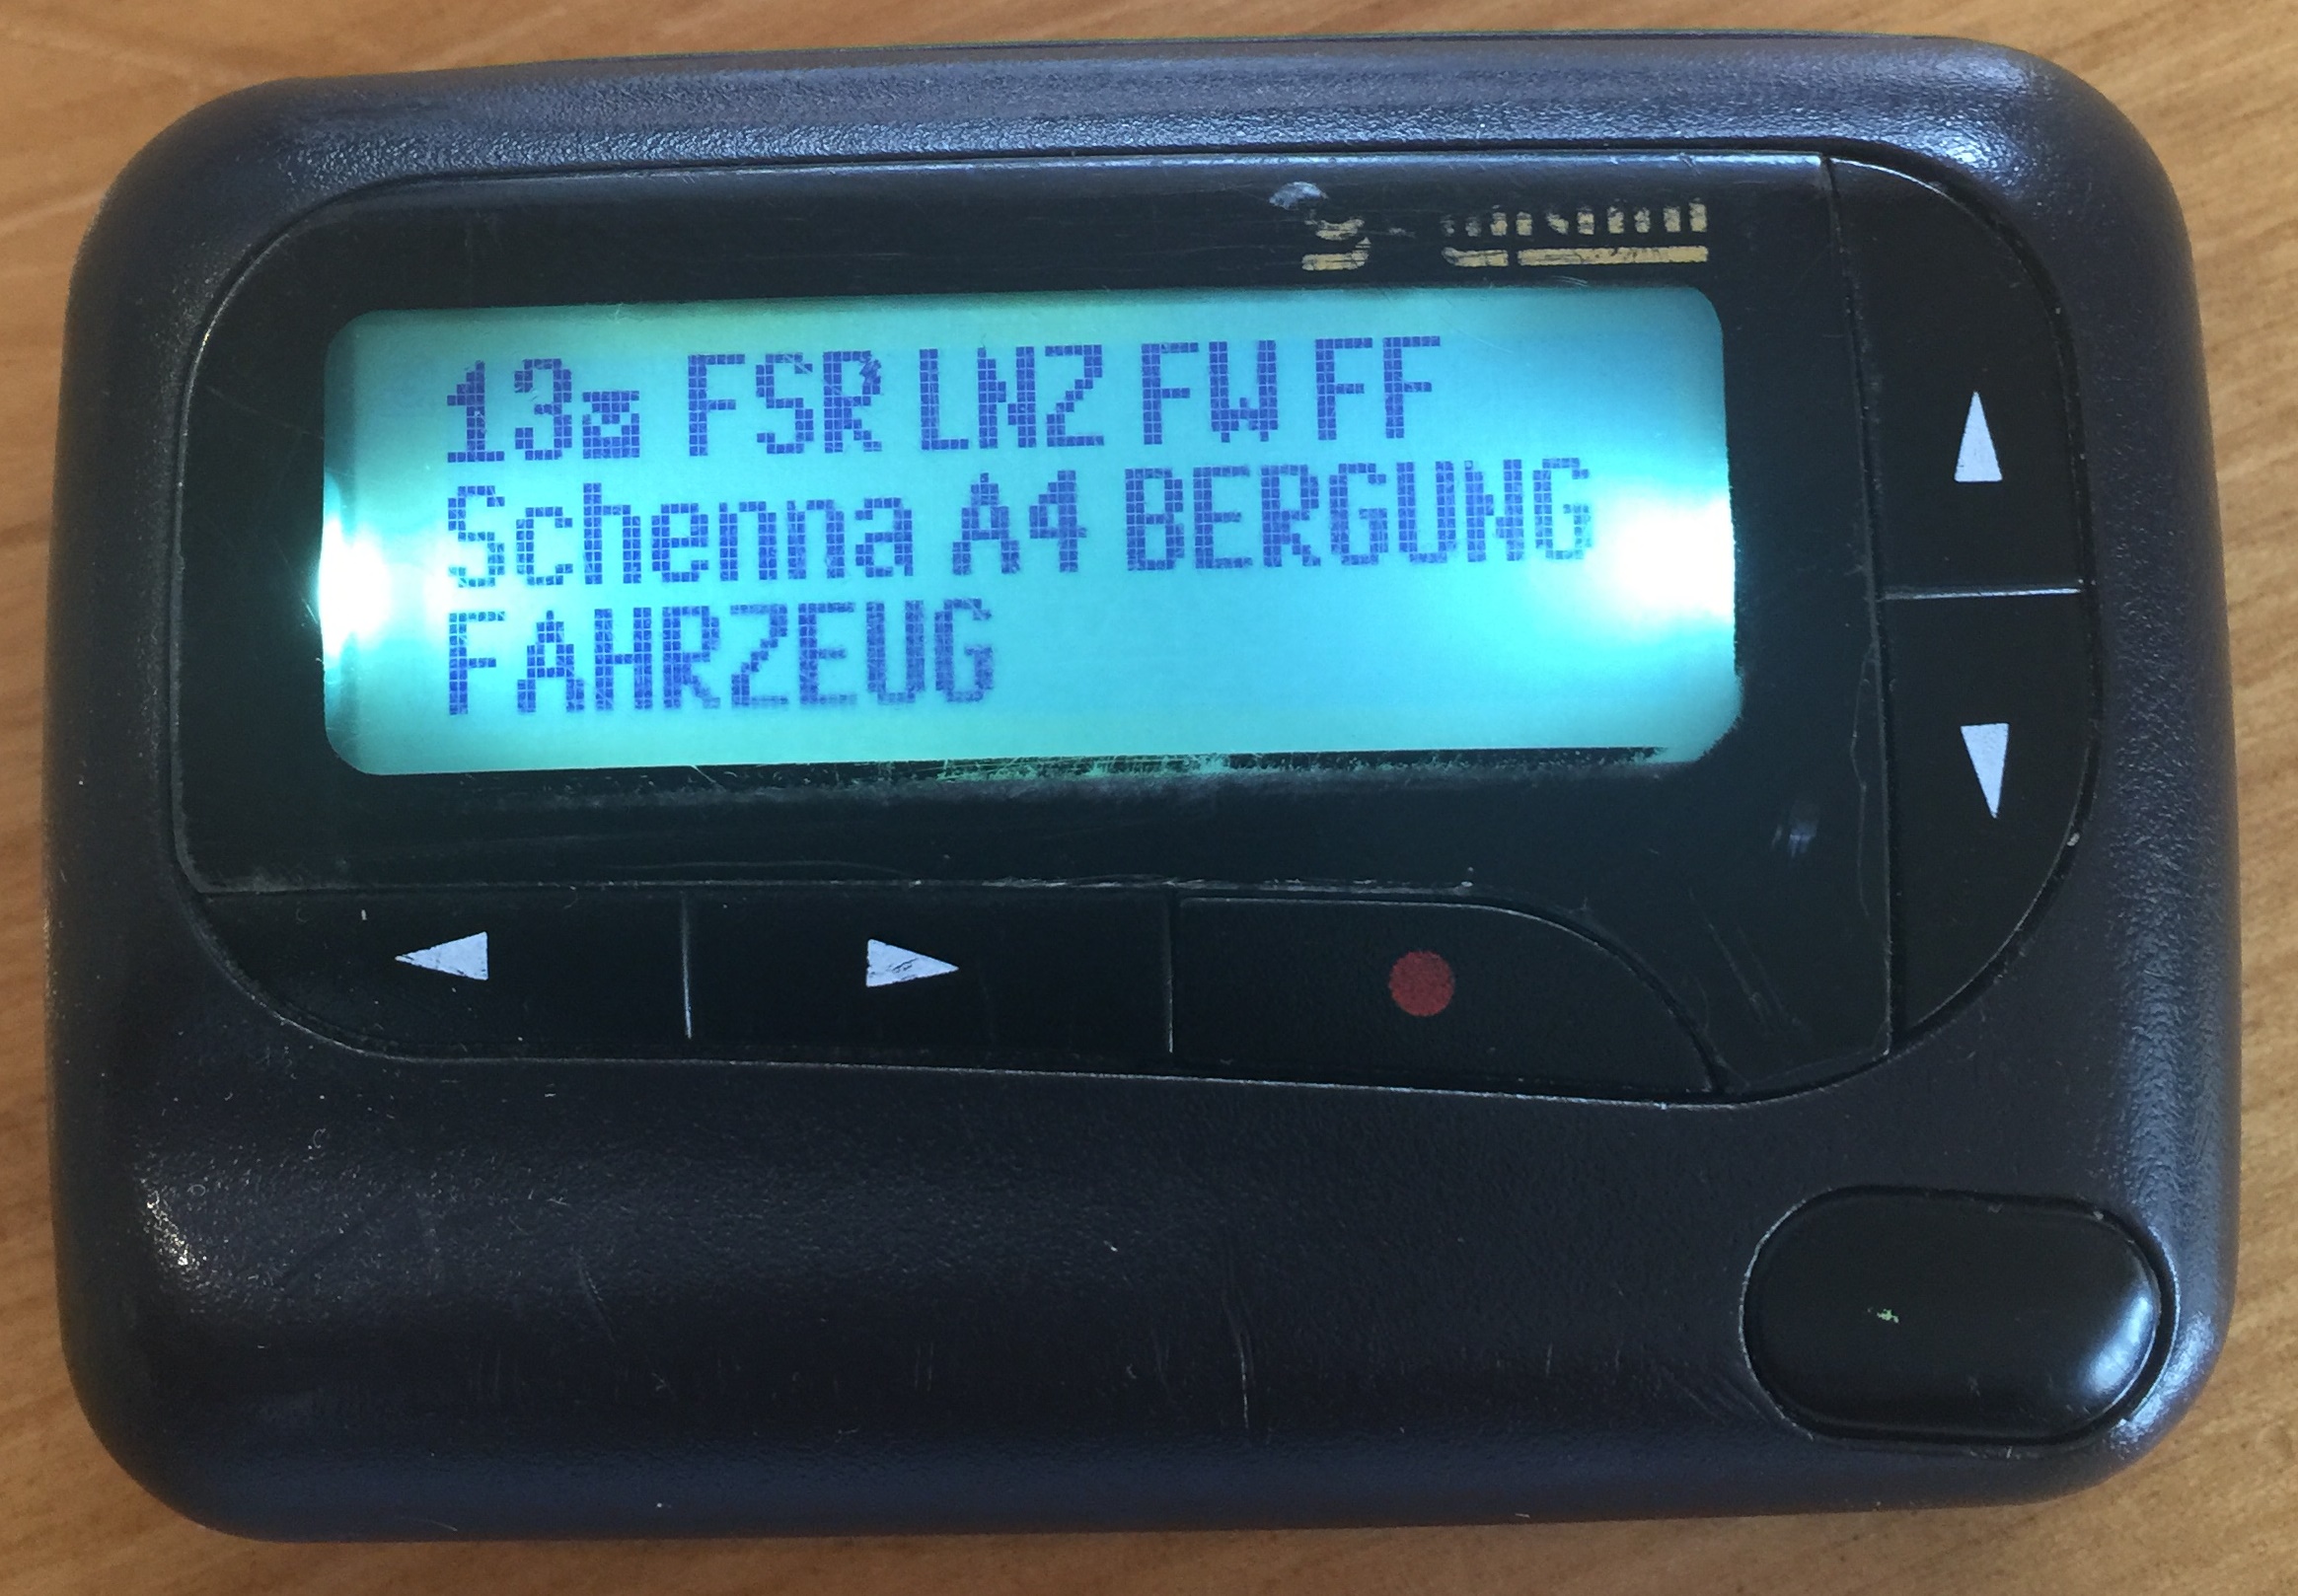 13 FSR LNZ FW FF
Schenna A4 BERGUNG
FAHRZEUG